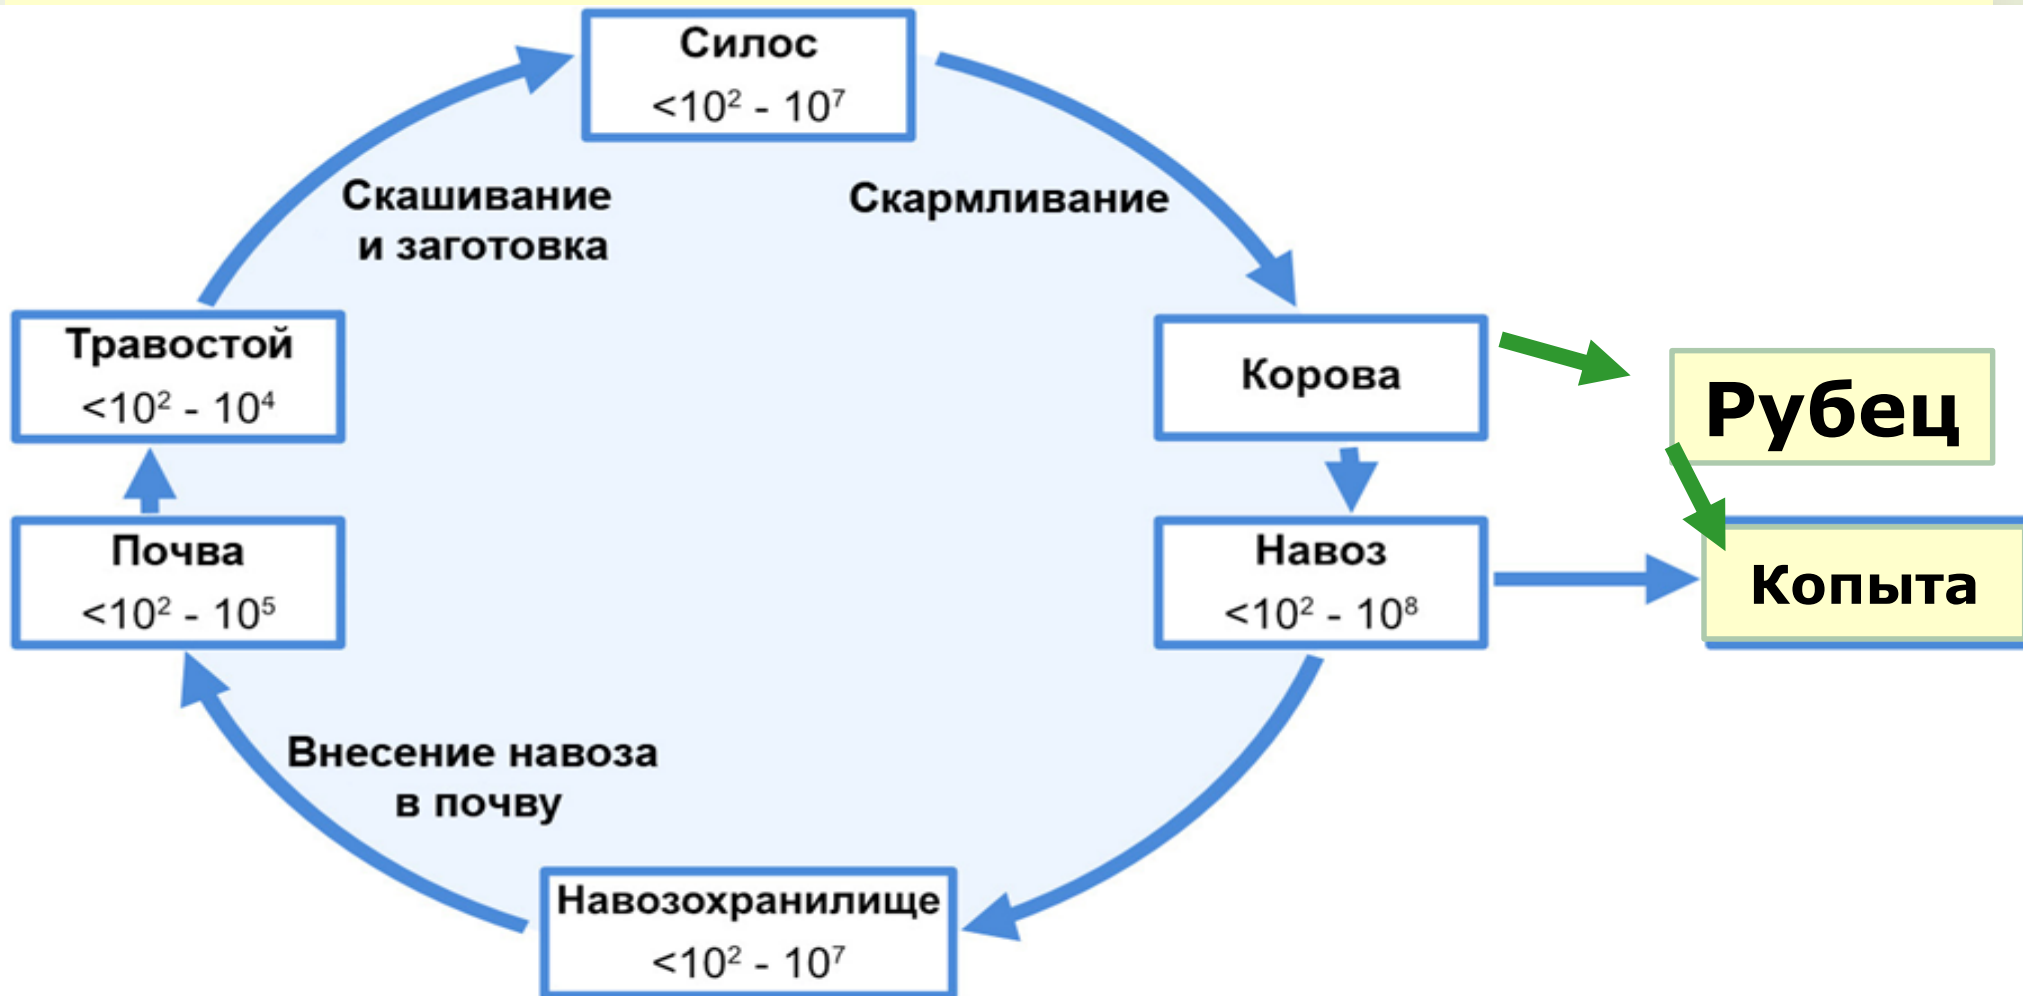 Силос
<10² - 10⁷
Скашивание
и заготовка
Скармливание
Травостой
<10² - 10⁴
Корова
Рубец
Почва
<10² - 10⁵
Навоз
<10² - 10⁸
Копыта
Внесение навоза
в почву
Навозохранилище
<10² - 10⁷